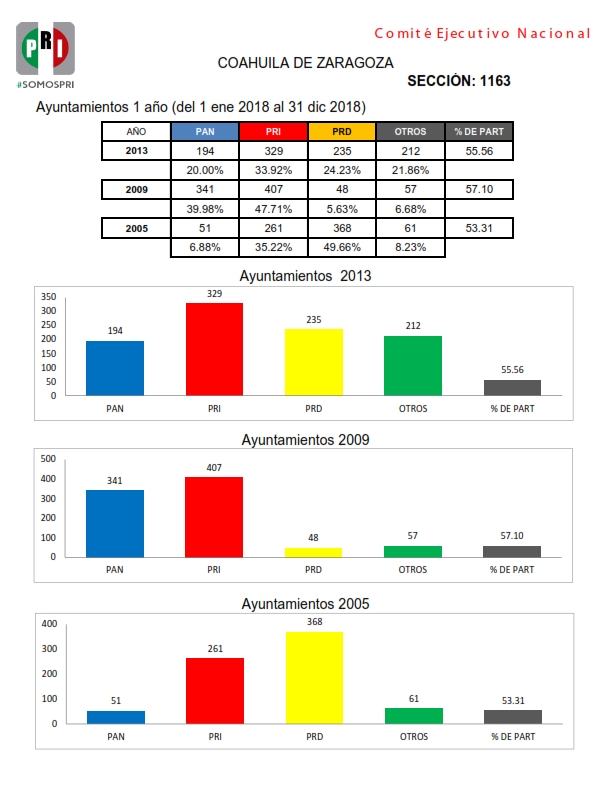 PRI
#SOMOSPRI
Comité Ejecutivo Nacional
COAHUILA DE ZARAGOZA
SECCIÓN: 1163
Ayuntamientos 1 año (del 1 ene 2018 al 31 dic 2018)
AÑO PAN PRI PRD OTROS % DE PART
2013 194 329 235 212 55.56
20.00% 33.92% 24.23% 21.86%
2009 341 407 48 57 57.10
39.98% 47.71% 5.63% 6.68%
2005 51 261 368 61 53.31
6.88% 35.22% 49.66% 8.23%
Ayuntamientos 2013
350
300
250
200
150
100
50
0
194 329 235 212 55.56
PAN PRI PRD OTROS % DE PART
Ayuntamientos 2009
500
400
300
200
100
0
341 407 48 57 57.10
PAN PRI PRD OTROS % DE PART
Ayuntamientos 2005
400
300
200
100
0
51 261 368 61 53.31
PAN PRI PRD OTROS % DE PART